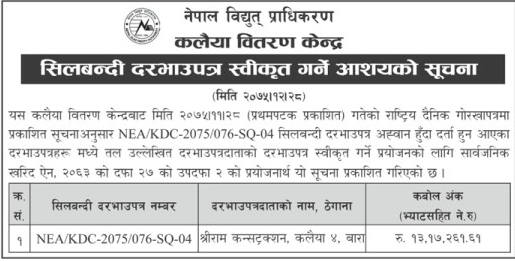 नेपाल विद्युत प्राधिकरण
कलैया वितरण केन्द्र
सिलबन्दी दरभाउपत्र स्वीकृत गर्ने आशयको सूचना
(मिति २०७५।१२।२८)
यस कलैया वितरण केन्द्रबाट मिति २०७५।११।२८ (प्रथमपटक प्रकाशित) गतेको राष्ट्रिय दैनिक गोरखापत्रमा
प्रकाशित सूचनाअनुसार NEA/KDC-2075/076-SQ-04 सिलबन्दी दरभाउपत्र अह्वान हुँदा दर्ता हुन आएका
दरभाउपत्रहरू मध्ये तल उल्लेखित दरभाउपत्रदाताको दरभाउपत्र स्वीकृत गर्ने प्रयोजनको लागि सार्वजनिक
खरिद ऐन, २०६३ को दफा २७ को उपदफा २ को प्रयोजनार्थ यो सूचना प्रकाशित गरिएको छ ।
क्र. सं. सिलबन्दी दरभाउपत्र नम्बर दरभाउपत्रदाताको नाम, ठेगाना कबोल अंक (भ्याटसहित ने.रु)
१ NEA/KDC-2075/076-SQ-04 श्रीराम कन्सट्रक्शन, कलैया ४, बारा रु. १३,१७,२६१.६१